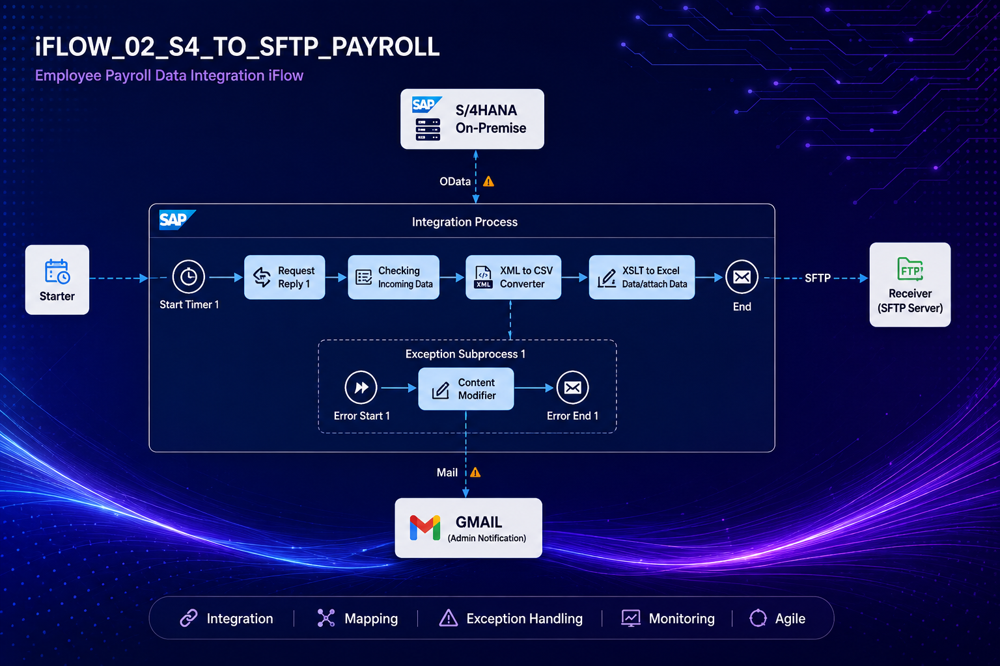 iFLOW_02_S4_TO_SFTP_PAYROLL
Employee Payroll Data Integration iFlow
SAP
S/4HANA
On-Premise
OData
SAP
Integration Process
Starter
Start Timer 1
Request
Reply 1
Checking
Incoming Data
XML
XML to CSV
Converter
XSLT to Excel
Data/attach Data
End
SFTP
FTP
Receiver
(SFTP Server)
Exception Subprocess 1
Error Start 1
Content
Modifier
Error End 1
Mail
GMAIL
(Admin Notification)
Integration
Mapping
Exception Handling
Monitoring
Agile